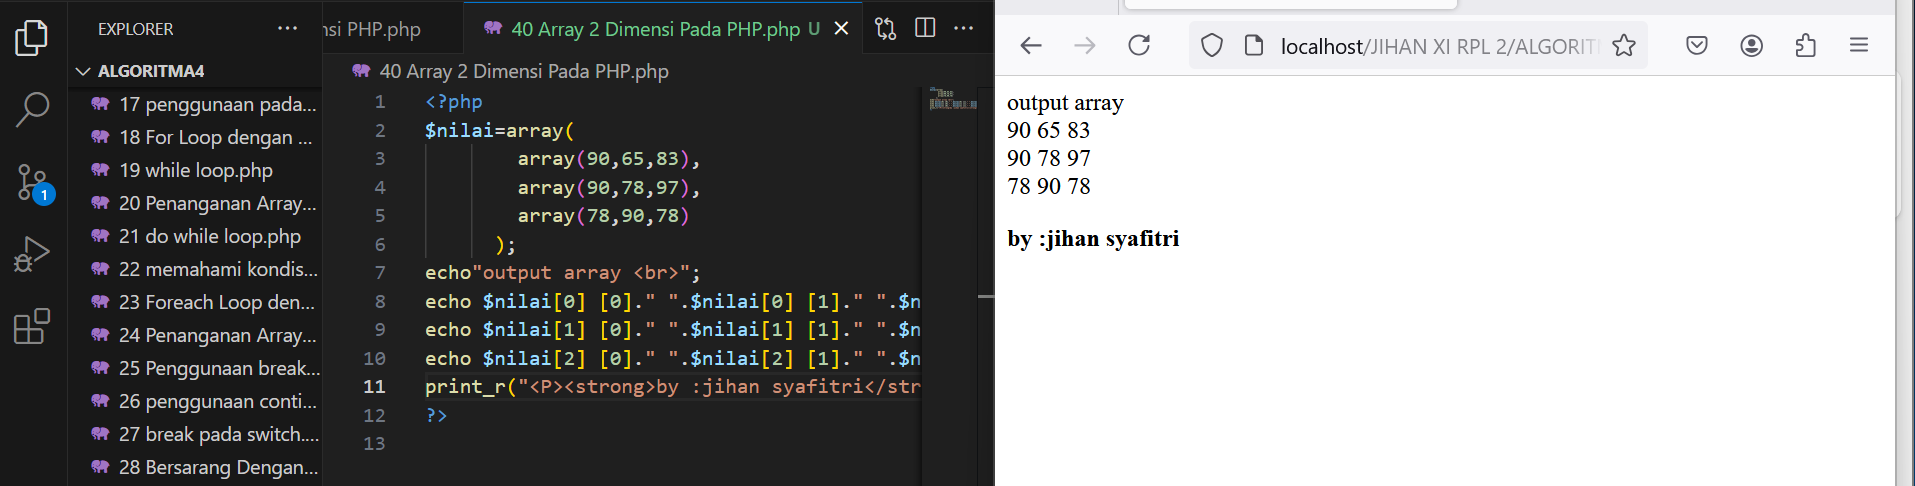 EXPLORER
ALGORITMA4
17 penggunaan pada...
18 For Loop dengan ...
19 while loop.php
20 Penanganan Array...
21 do while loop.php
22 memahami kondis...
23 Foreach Loop den...
24 Penanganan Array...
25 Penggunaan break...
26 penggunaan conti...
27 break pada switch....
28 Bersarang Dengan...
1
nsi PHP.php
40 Array 2 Dimensi Pada PHP.php U
40 Array 2 Dimensi Pada PHP.php
1 <?php
2 $nilai=array(
3 array(90,65,83),
4 array(90,78,97),
5 array(78,90,78)
6 );
7 echo"output array <br>";
8 echo $nilai[0] [0]." ".$nilai[0] [1]." ".$n
9 echo $nilai[1] [0]." ".$nilai[1] [1]." ".$n
10 echo $nilai[2] [0]." ".$nilai[2] [1]." ".$n
11 print_r("<P><strong>by :jihan syafitri</str
12 ?>
13
localhost/JIHAN XI RPL 2/ALGORITM
output array
90 65 83
90 78 97
78 90 78
by :jihan syafitri